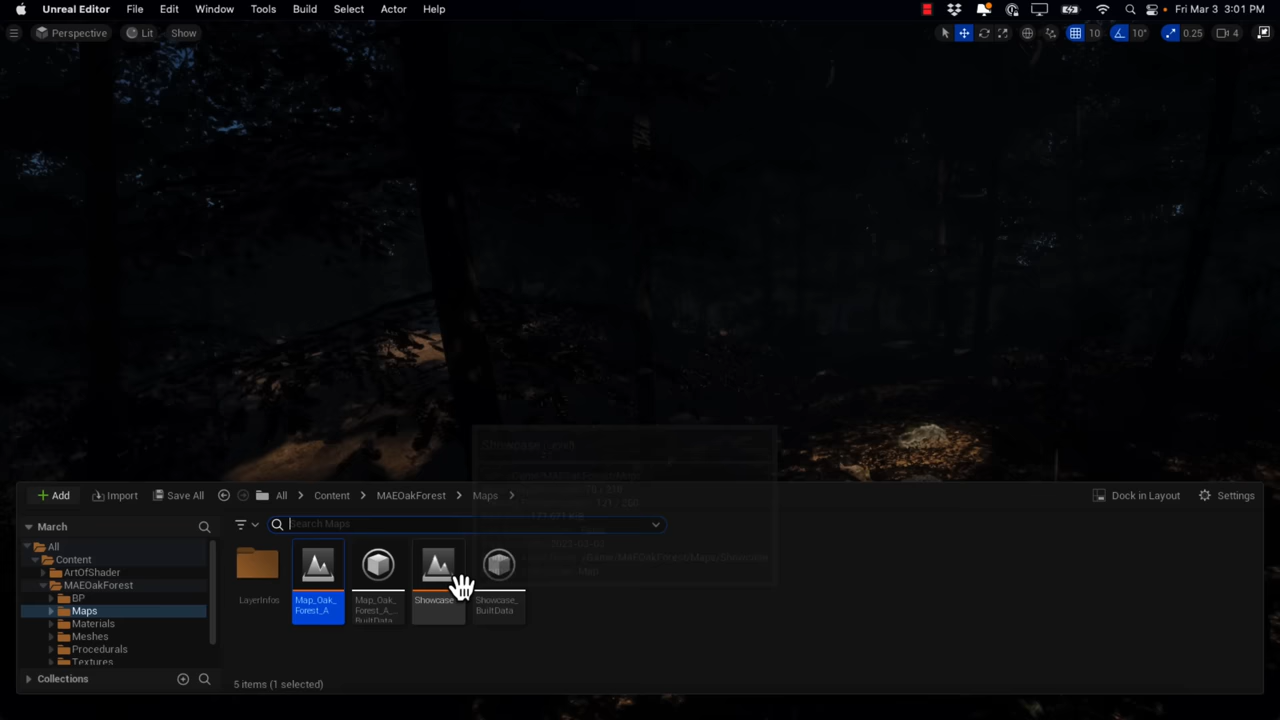 Unreal Editor File Edit Window Tools Build Select Actor Help Fri Mar 3 3:01 PM
Perspective Lit Show 10 10° 0.25 4
Showcase
+ Add Import Save All All > Content > MAEOakForest > Maps > Dock in Layout Settings
March
Search Maps
All
Content
ArtOfShader
MAEOakForest
BP
Maps
Materials
Meshes
Procedurals
Textures
LayerInfos
Map_Oak_
Forest_A
Map_Oak_
Forest_A_
BuiltData
Showcase
Showcase_
BuiltData
Collections
5 items (1 selected)